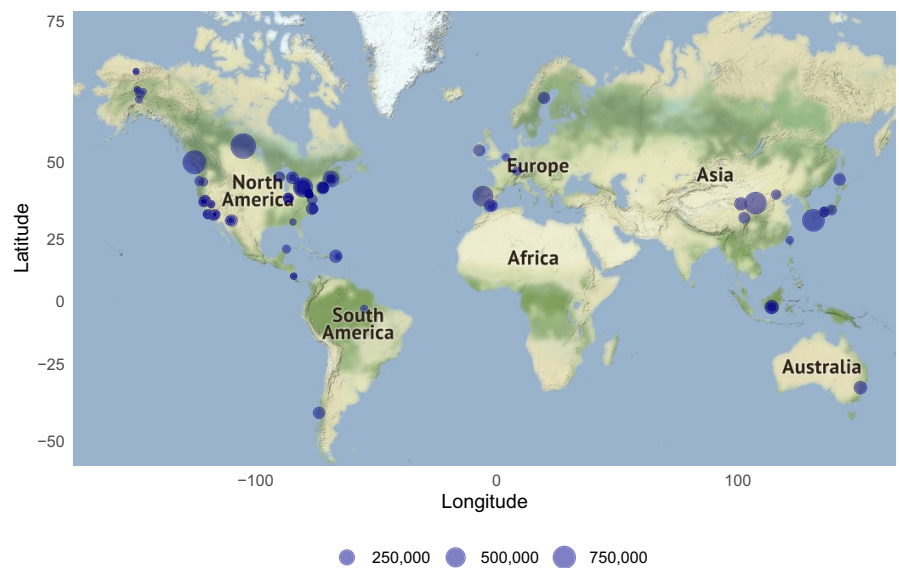 75
50
25
0
−25
−50
Latitude
North
America
Europe
Asia
Africa
South
America
Australia
−100
0
100
Longitude
250,000
500,000
750,000